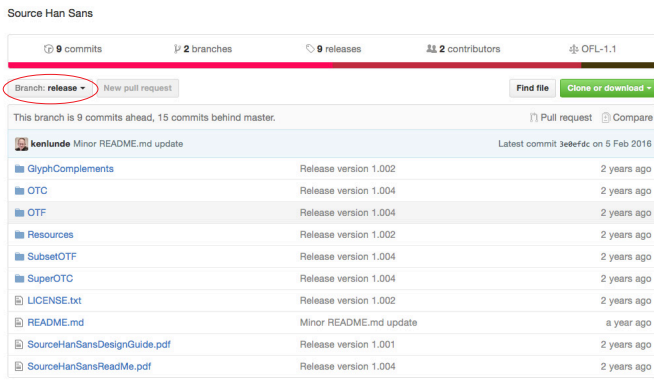 Source Han Sans
9 commits 2 branches 9 releases 2 contributors OFL-1.1
Branch: release New pull request Find file Clone or download
This branch is 9 commits ahead, 15 commits behind master. Pull request Compare
kenlunde Minor README.md update Latest commit 3e0efdc on 5 Feb 2016
GlyphComplements Release version 1.002 2 years ago
OTC Release version 1.004 2 years ago
OTF Release version 1.004 2 years ago
Resources Release version 1.002 2 years ago
SubsetOTF Release version 1.004 2 years ago
SuperOTC Release version 1.004 2 years ago
LICENSE.txt Release version 1.002 2 years ago
README.md Minor README.md update a year ago
SourceHanSansDesignGuide.pdf Release version 1.001 2 years ago
SourceHanSansReadMe.pdf Release version 1.004 2 years ago